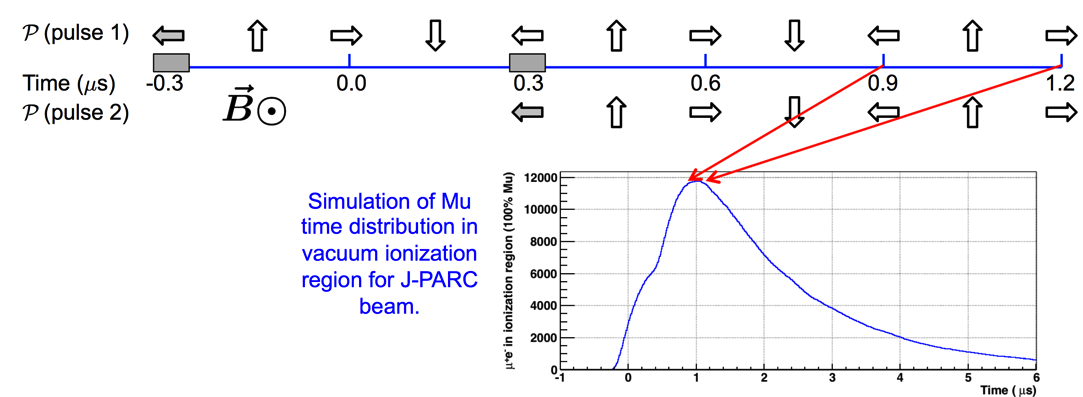 𝒫 (pulse 1)
Time (μs) -0.3 0.0 0.3 0.6 0.9 1.2
𝒫 (pulse 2)
B
Simulation of Mu
time distribution in
vacuum ionization
region for J-PARC
beam.
μ⁺e⁻ in ionization region (100% Mu)
12000
10000
8000
6000
4000
2000
0
-1 0 1 2 3 4 5 6
Time ( μs)